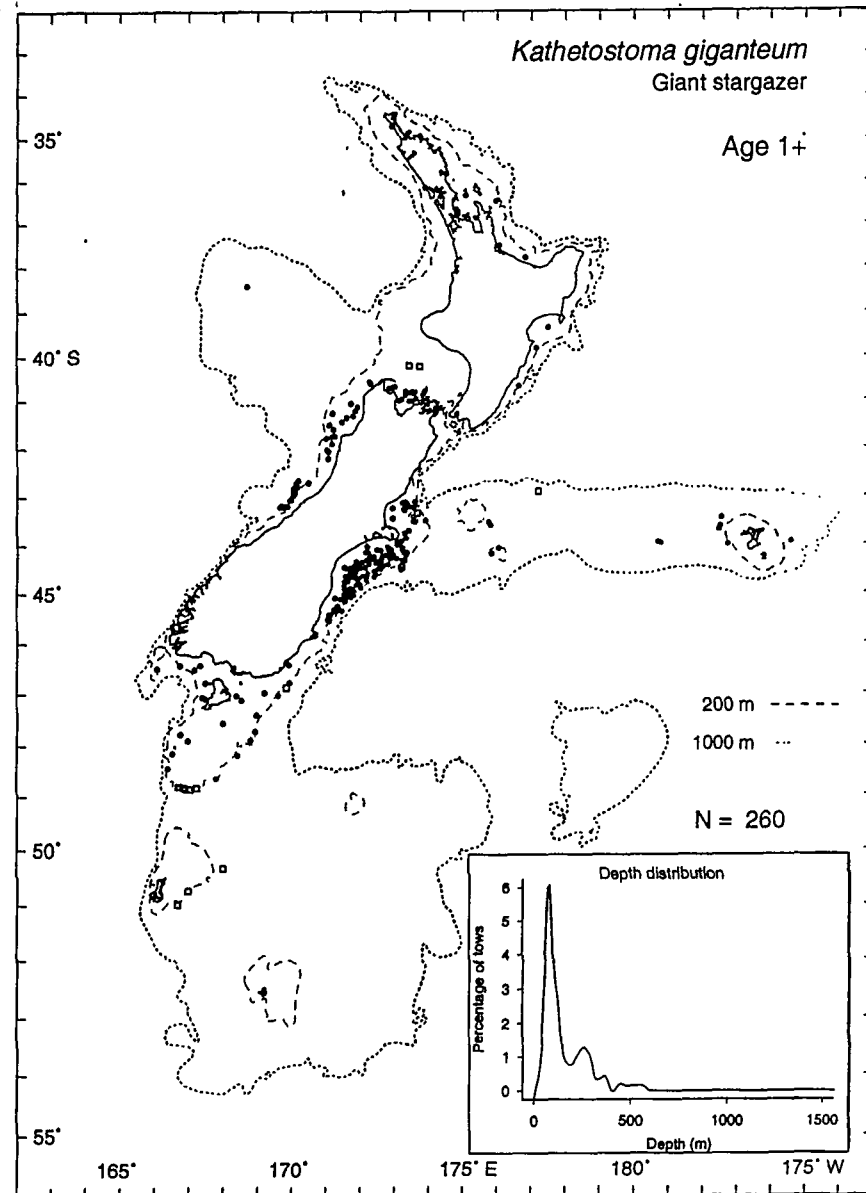 Kathetostoma giganteum
Giant stargazer
Age 1+
35°
40° S
45°
50°
55°
200 m
1000 m
N = 260
Depth distribution
Percentage of tows
6
5
4
3
2
1
0
0 500 1000 1500
Depth (m)
165° 170° 175° E 180° 175° W